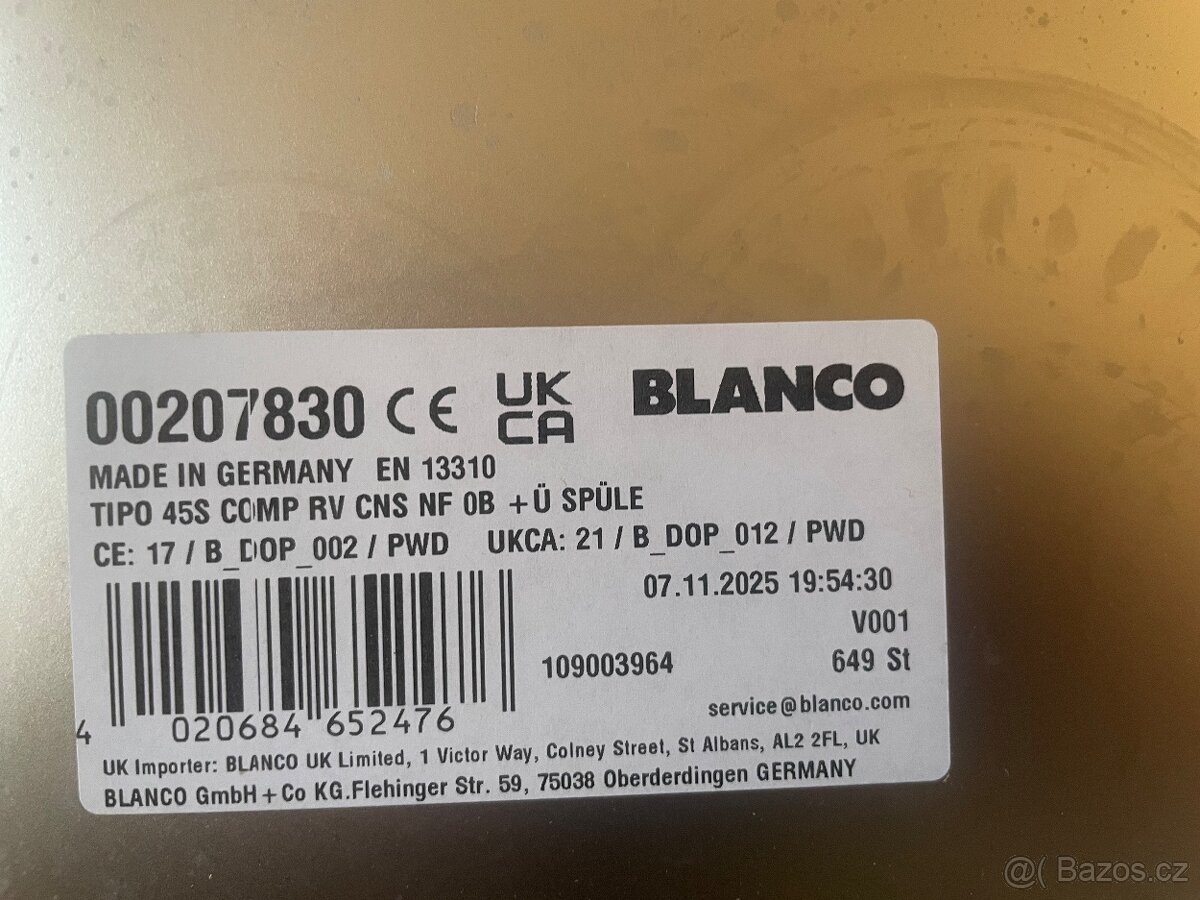 00207830 CE UK CA BLANCO
MADE IN GERMANY EN 13310
TIPO 45S COMP RV CNS NF 0B +Ü SPÜLE
CE: 17 / B_DOP_002 / PWD UKCA: 21 / B_DOP_012 / PWD
07.11.2025 19:54:30
V001
109003964 649 St
service@blanco.com
4 020684 652476
UK Importer: BLANCO UK Limited, 1 Victor Way, Colney Street, St Albans, AL2 2FL, UK
BLANCO GmbH+Co KG.Flehinger Str. 59, 75038 Oberderdingen GERMANY
@( Bazos.cz